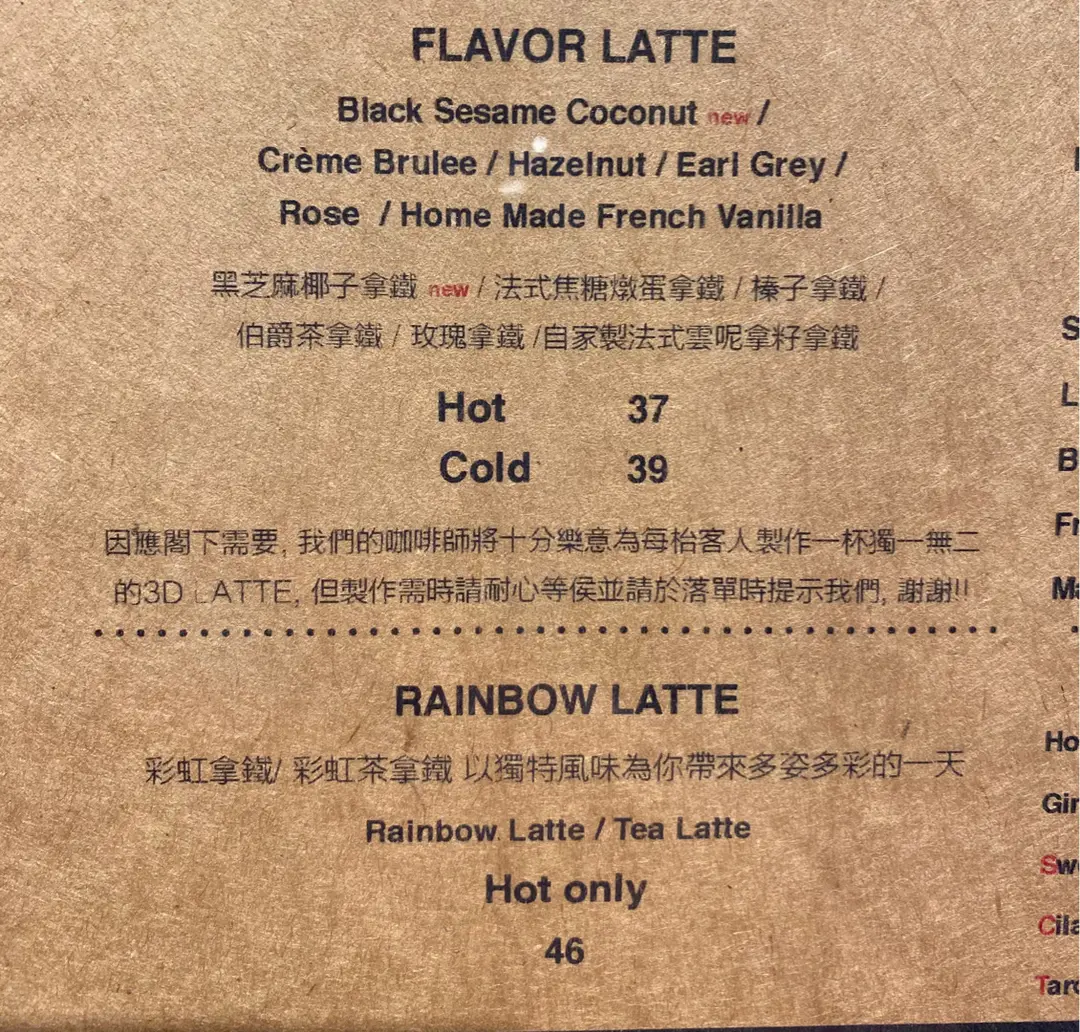 FLAVOR LATTE
Black Sesame Coconut new /
Crème Brulee / Hazelnut / Earl Grey /
Rose / Home Made French Vanilla
黑芝麻椰子拿鐵 new / 法式焦糖燉蛋拿鐵 / 榛子拿鐵 /
伯爵茶拿鐵 / 玫瑰拿鐵 /自家製法式雲呢拿籽拿鐵
Hot 37
Cold 39
因應閣下需要, 我們的咖啡師將十分樂意為每枱客人製作一杯獨一無二
的3D LATTE, 但製作需時請耐心等侯並請於落單時提示我們, 謝謝!!
RAINBOW LATTE
彩虹拿鐵/ 彩虹茶拿鐵 以獨特風味為你帶來多姿多彩的一天
Rainbow Latte / Tea Latte
Hot only
46